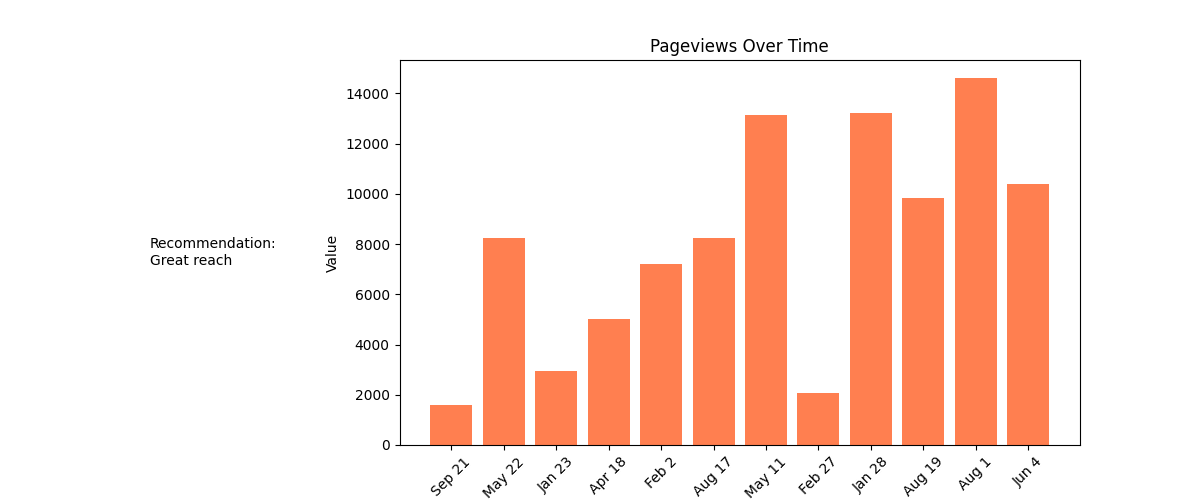 Pageviews Over Time
Recommendation:
Great reach
Value
14000
12000
10000
8000
6000
4000
2000
0
Sep 21
May 22
Jan 23
Apr 18
Feb 2
Aug 17
May 11
Feb 27
Jan 28
Aug 19
Aug 1
Jun 4